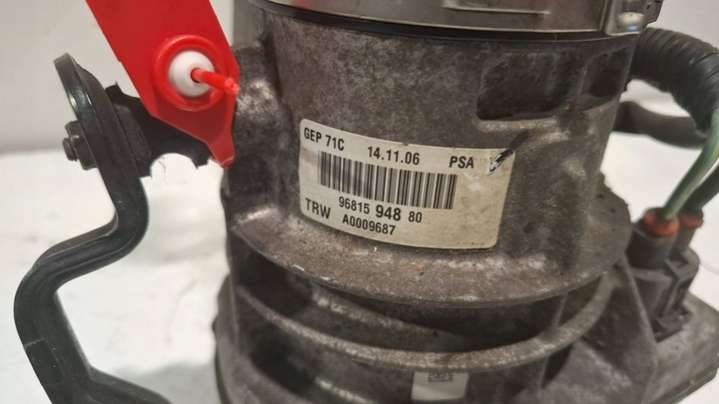 GEP 71C 14.11.06 PSA
96815 948 80
TRW A0009687